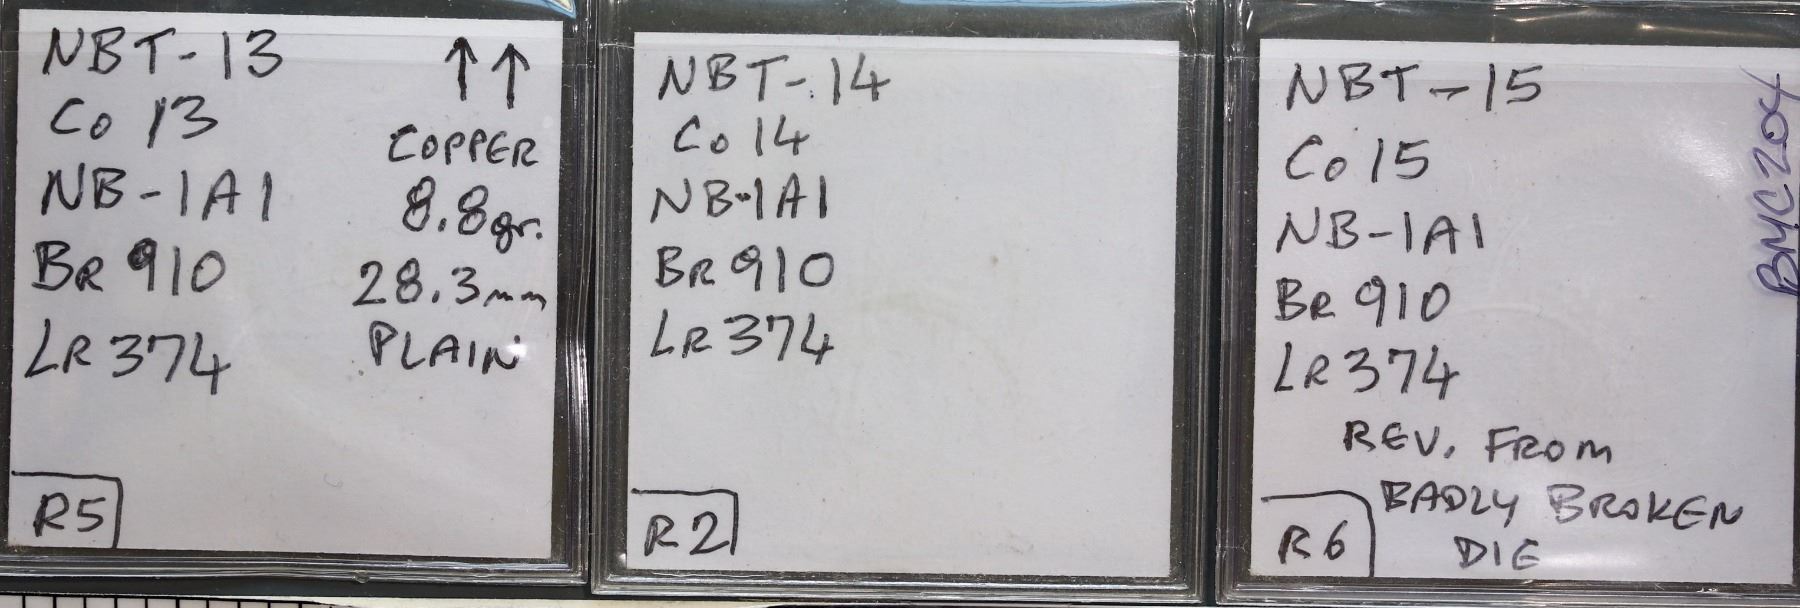 NBT-13
Co 13
NB-1A1
BR 910
LR 374
R5
↑↑
COPPER
8.8gr.
28.3mm
PLAIN
NBT-14
Co 14
NB-1A1
BR 910
LR 374
R2
NBT-15
Co 15
NB-1A1
BR 910
LR 374
REV. FROM
BADLY BROKEN
DIE
R6
BMC204